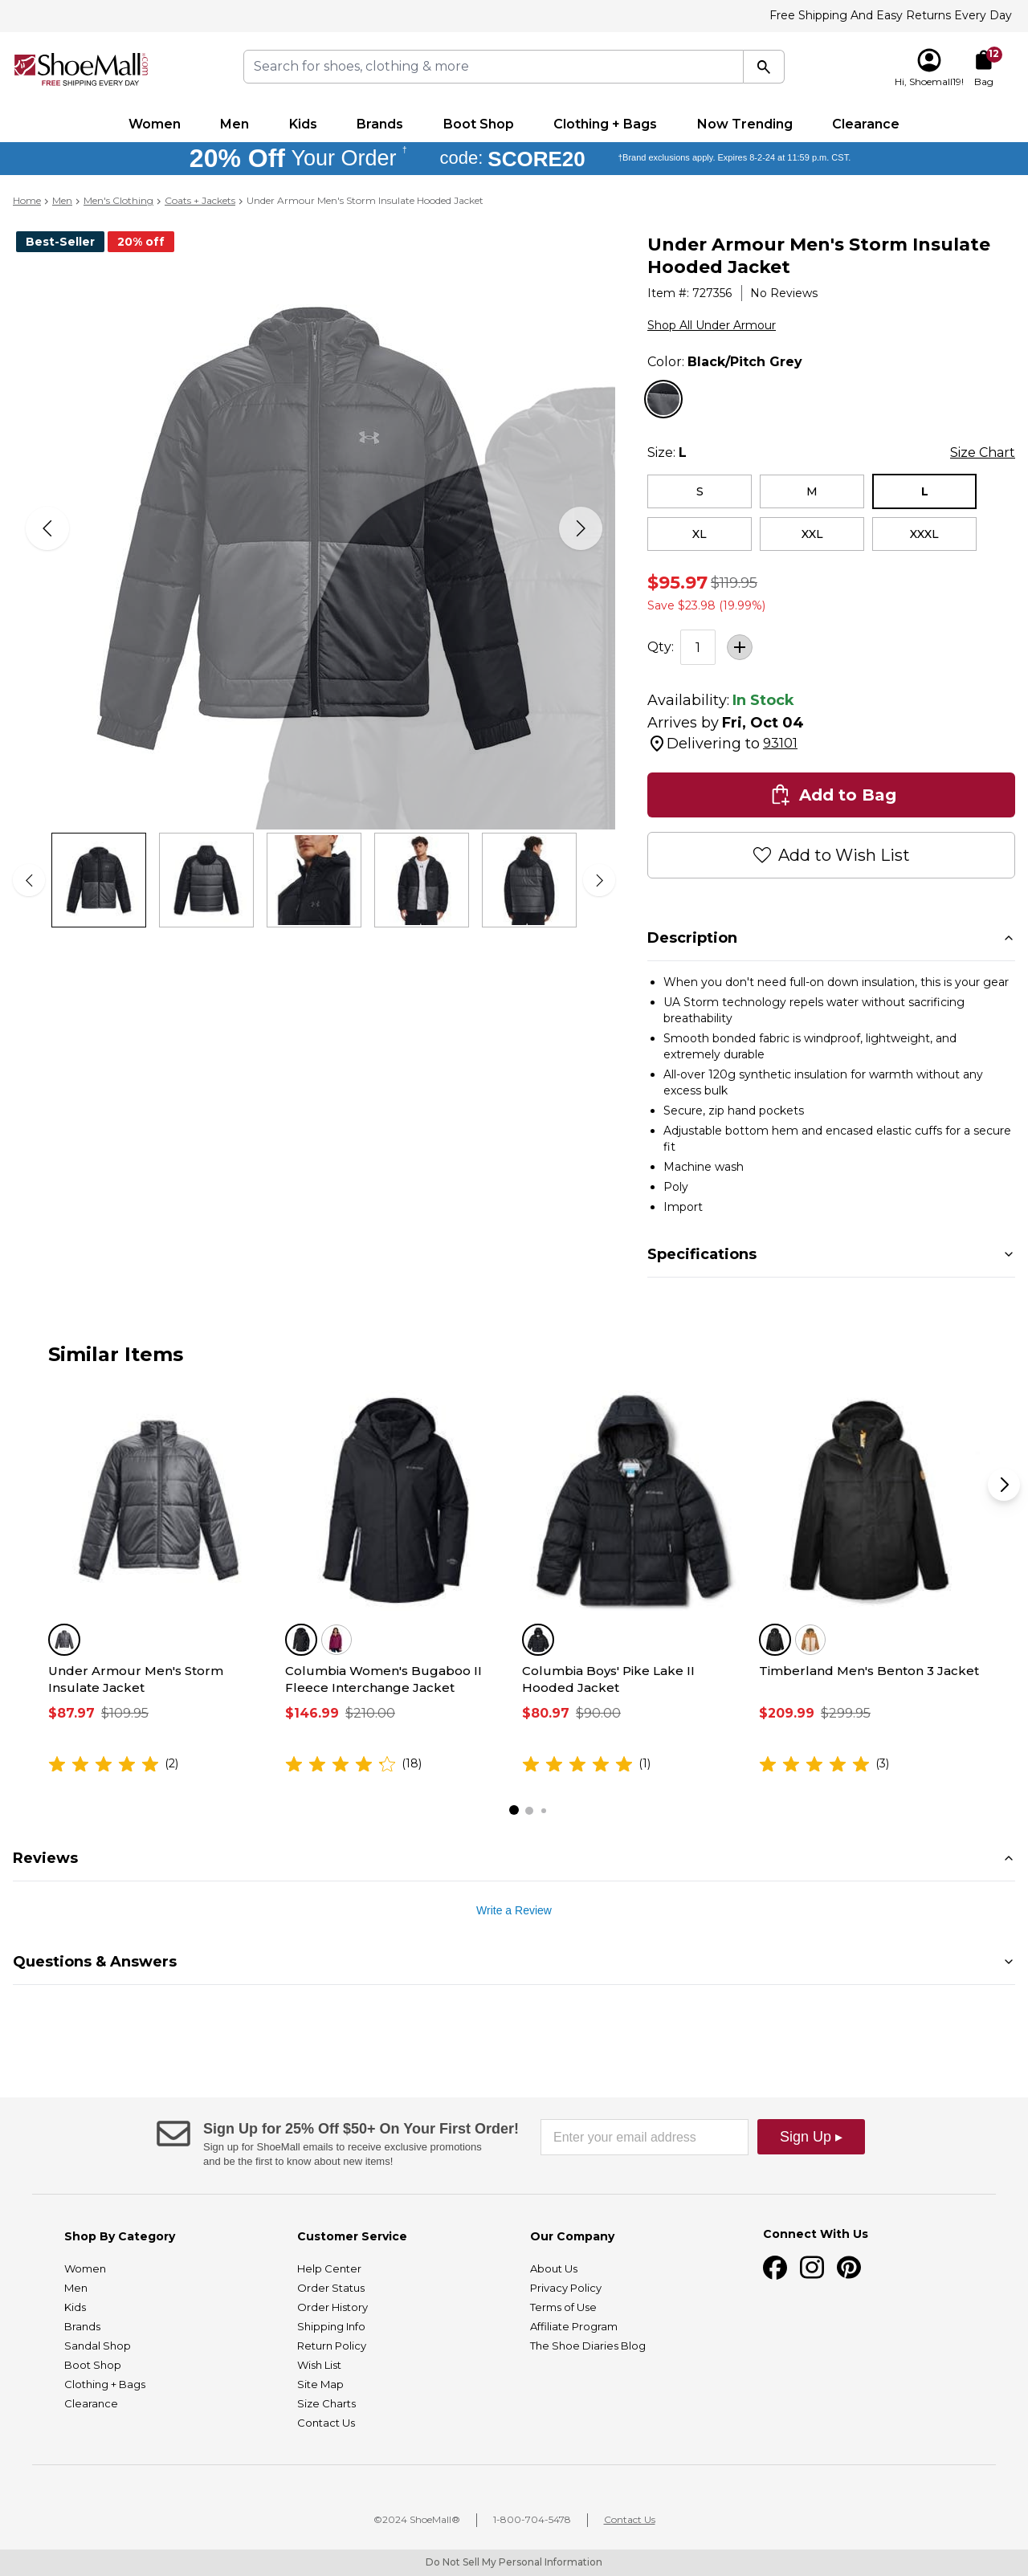 Free Shipping And Easy Returns Every Day
ShoeMall.com
FREE SHIPPING EVERY DAY
Search for shoes, clothing & more
Hi, Shoemall19!
12
Bag
Women Men Kids Brands Boot Shop Clothing + Bags Now Trending Clearance
20% Off Your Order † code: SCORE20 †Brand exclusions apply. Expires 8-2-24 at 11:59 p.m. CST.
Home > Men > Men's Clothing > Coats + Jackets > Under Armour Men's Storm Insulate Hooded Jacket
Best-Seller 20% off
Under Armour Men's Storm Insulate
Hooded Jacket
Item #: 727356 | No Reviews
Shop All Under Armour
Color: Black/Pitch Grey
Size: L Size Chart
S M L
XL XXL XXXL
$95.97 $119.95
Save $23.98 (19.99%)
Qty: 1 +
Availability: In Stock
Arrives by Fri, Oct 04
Delivering to 93101
Add to Bag
Add to Wish List
Description
• When you don't need full-on down insulation, this is your gear
• UA Storm technology repels water without sacrificing
breathability
• Smooth bonded fabric is windproof, lightweight, and
extremely durable
• All-over 120g synthetic insulation for warmth without any
excess bulk
• Secure, zip hand pockets
• Adjustable bottom hem and encased elastic cuffs for a secure
fit
• Machine wash
• Poly
• Import
Specifications
Similar Items
Under Armour Men's Storm
Insulate Jacket
$87.97 $109.95
(2)
Columbia Women's Bugaboo II
Fleece Interchange Jacket
$146.99 $210.00
(18)
Columbia Boys' Pike Lake II
Hooded Jacket
$80.97 $90.00
(1)
Timberland Men's Benton 3 Jacket
$209.99 $299.95
(3)
Reviews
Write a Review
Questions & Answers
Sign Up for 25% Off $50+ On Your First Order!
Sign up for ShoeMall emails to receive exclusive promotions
and be the first to know about new items!
Enter your email address
Sign Up ▸
Shop By Category
Women
Men
Kids
Brands
Sandal Shop
Boot Shop
Clothing + Bags
Clearance
Customer Service
Help Center
Order Status
Order History
Shipping Info
Return Policy
Wish List
Site Map
Size Charts
Contact Us
Our Company
About Us
Privacy Policy
Terms of Use
Affiliate Program
The Shoe Diaries Blog
Connect With Us
©2024 ShoeMall® | 1-800-704-5478 | Contact Us
Do Not Sell My Personal Information